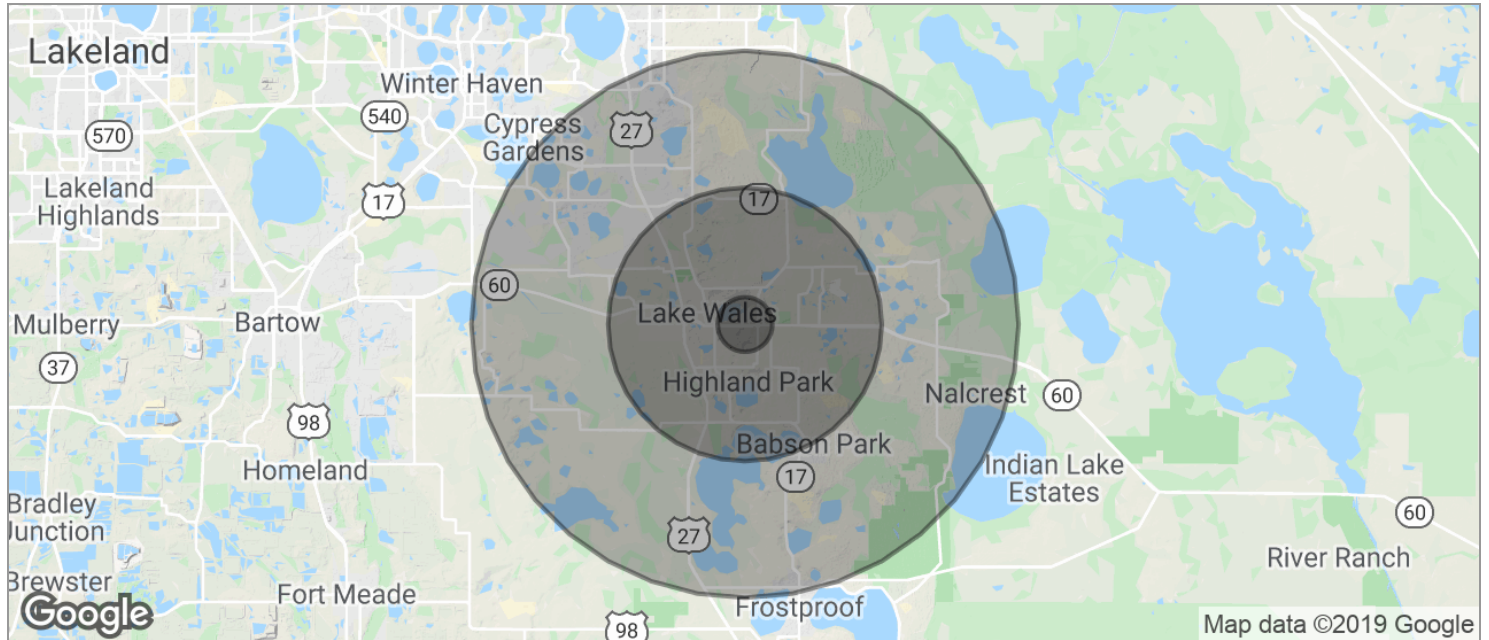 Lakeland
Winter Haven
540
27
Cypress
Gardens
570
Lakeland
Highlands
17
17
60
Lake Wales
Mulberry
Bartow
37
Highland Park
Nalcrest
60
98
Babson Park
Homeland
17
Indian Lake
Estates
Bradley
Junction
60
27
River Ranch
Brewster
Fort Meade
Frostproof
Google
98
Map data ©2019 Google